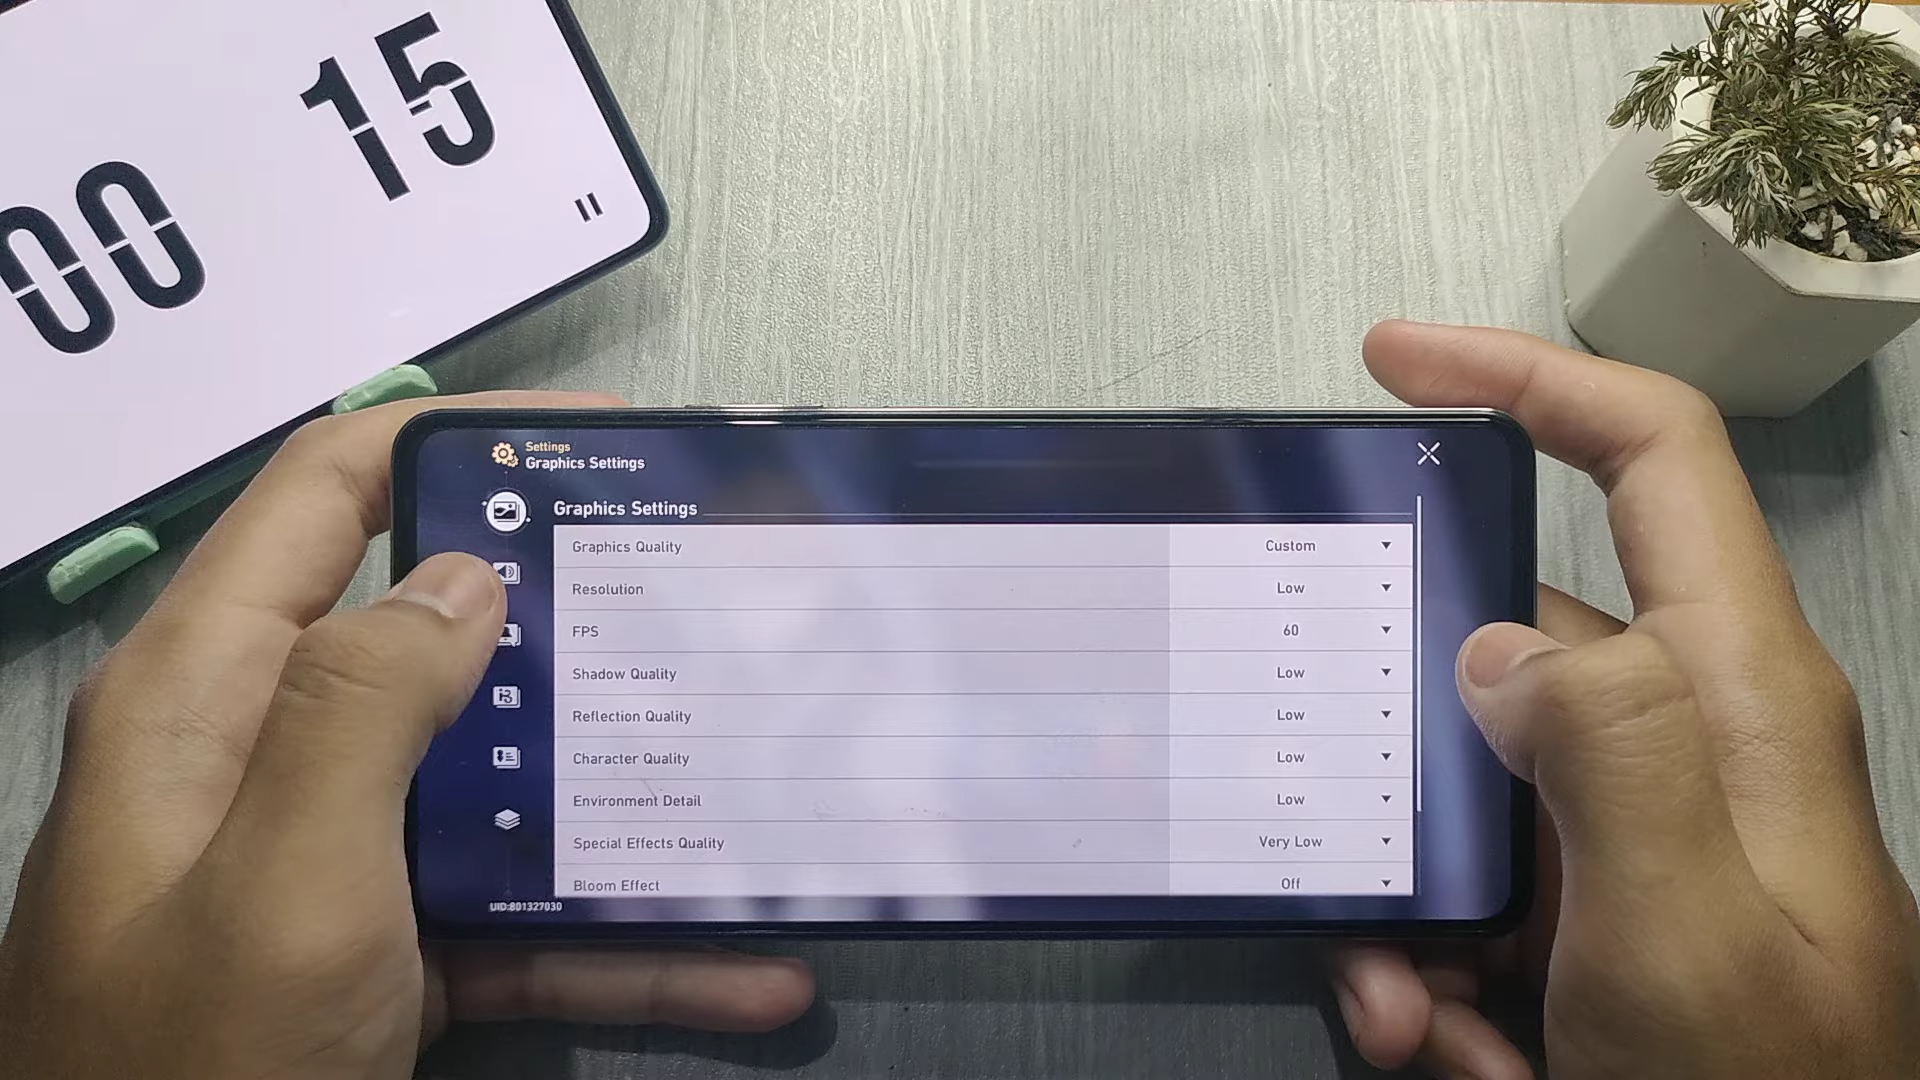 00 15
Settings
Graphics Settings
Graphics Settings
Graphics Quality Custom
Resolution Low
FPS 60
Shadow Quality Low
Reflection Quality Low
Character Quality Low
Environment Detail Low
Special Effects Quality Very Low
Bloom Effect Off
UID:801327030